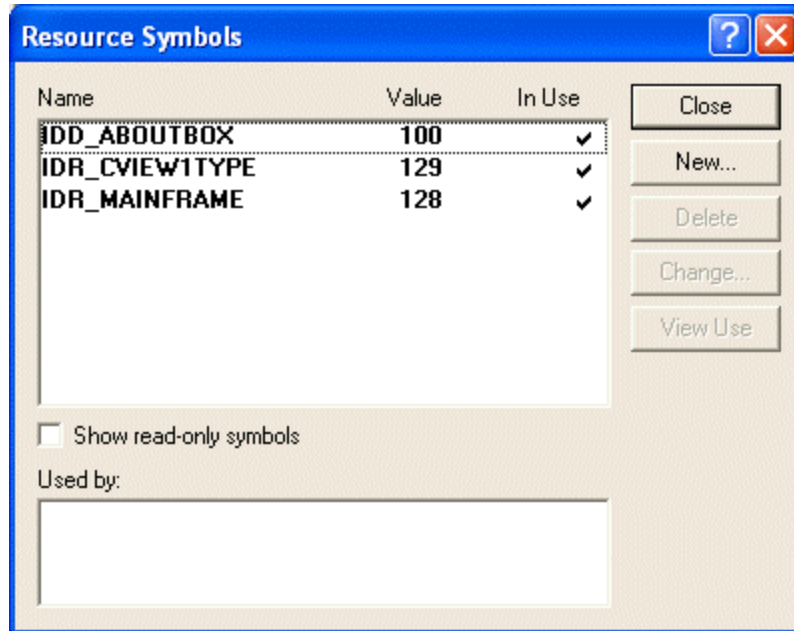 Resource Symbols
Name Value In Use
IDD_ABOUTBOX 100
IDR_CVIEW1TYPE 129
IDR_MAINFRAME 128
Close
New...
Delete
Change...
View Use
Show read-only symbols
Used by: